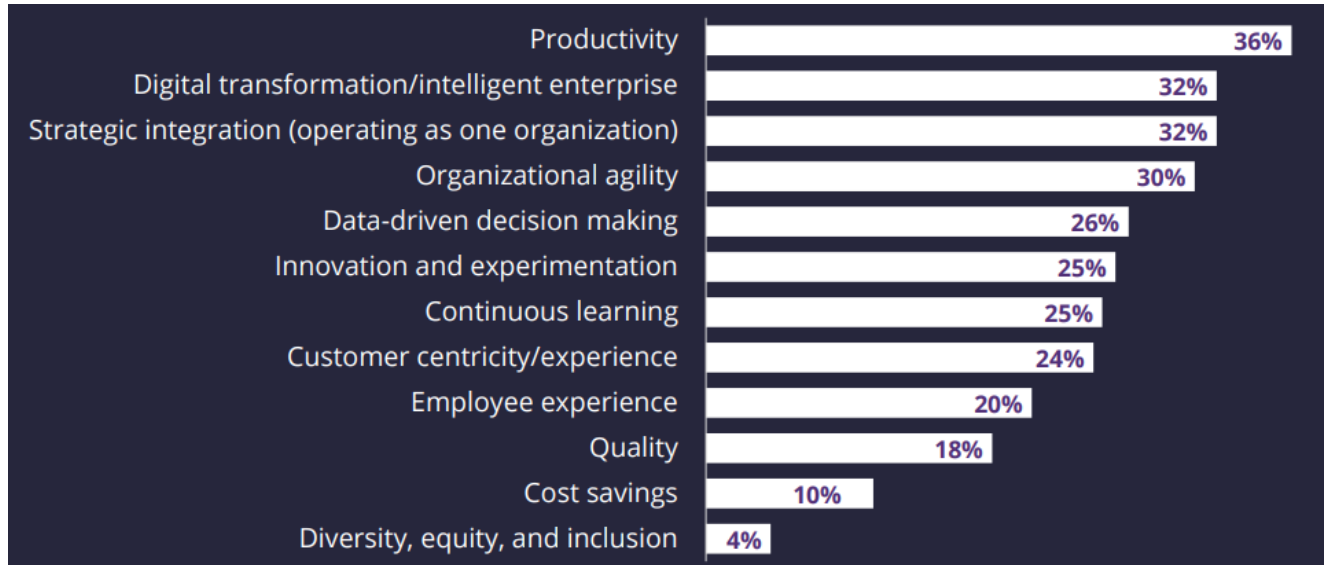 Productivity 36%
Digital transformation/intelligent enterprise 32%
Strategic integration (operating as one organization) 32%
Organizational agility 30%
Data-driven decision making 26%
Innovation and experimentation 25%
Continuous learning 25%
Customer centricity/experience 24%
Employee experience 20%
Quality 18%
Cost savings 10%
Diversity, equity, and inclusion 4%